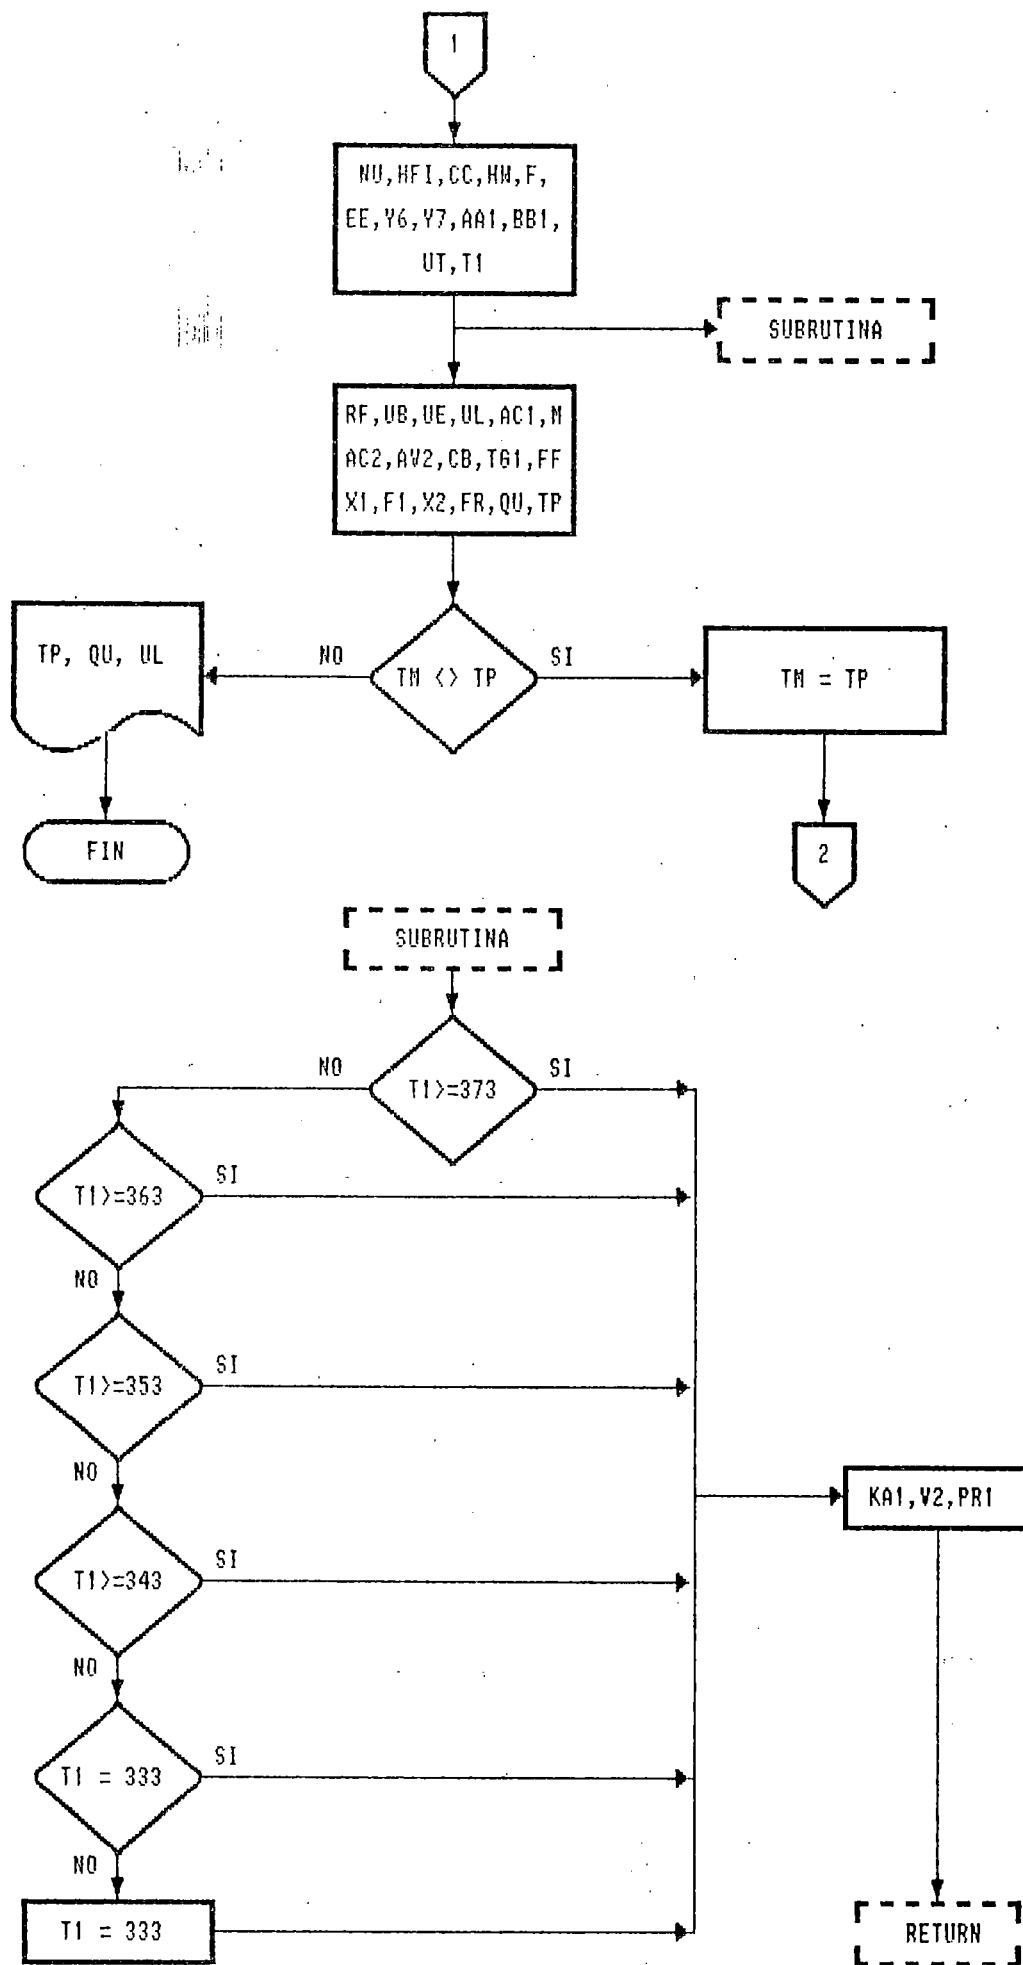 1
NU,HFI,CC,HW,F,
EE,Y6,Y7,AA1,BB1,
UT,T1
SUBRUTINA
RF,UB,UE,UL,AC1,M
AC2,AV2,CB,TG1,FF
X1,F1,X2,FR,QU,TP
TP, QU, UL
NO
TM <> TP
SI
TM = TP
FIN
2
SUBRUTINA
NO
T1>=373
SI
T1>=363
SI
NO
T1>=353
SI
NO
KA1,V2,PR1
T1>=343
SI
NO
T1 = 333
SI
NO
T1 = 333
RETURN